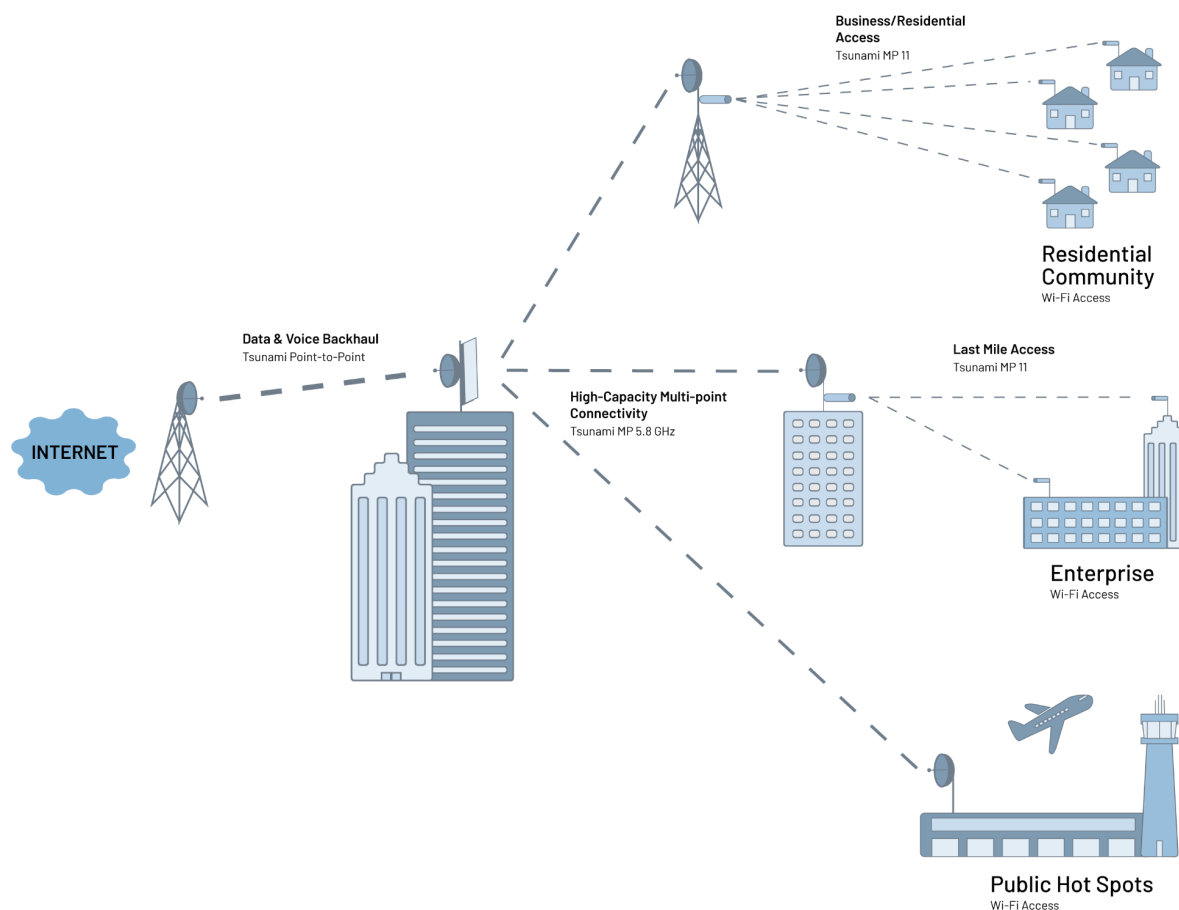 Business/Residential
Access
Tsunami MP 11
Residential
Community
Wi-Fi Access
Data & Voice Backhaul
Tsunami Point-to-Point
Last Mile Access
Tsunami MP 11
High-Capacity Multi-point
Connectivity
Tsunami MP 5.8 GHz
INTERNET
Enterprise
Wi-Fi Access
Public Hot Spots
Wi-Fi Access